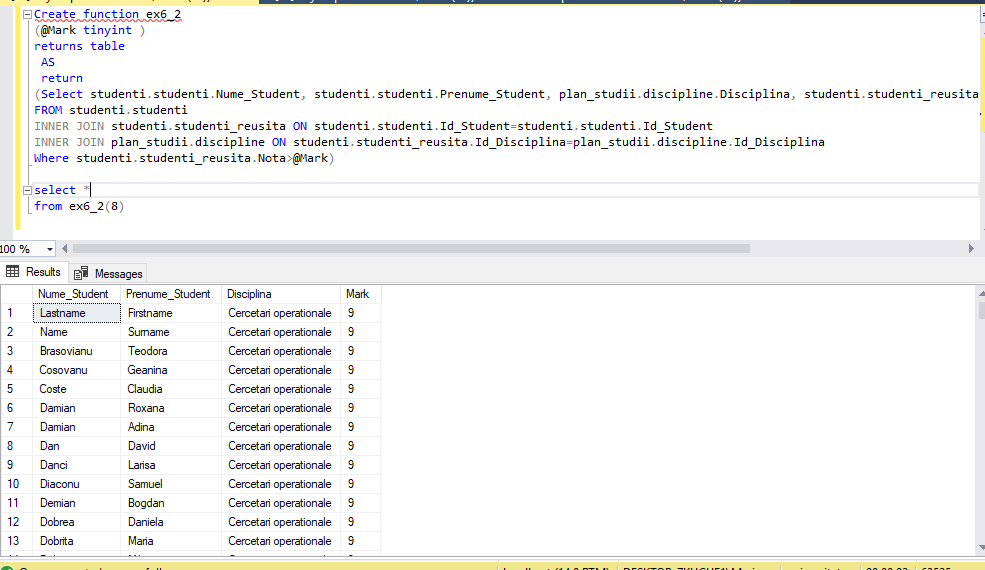 Create function ex6_2
(@Mark tinyint )
returns table
AS
return
(Select studenti.studenti.Nume_Student, studenti.studenti.Prenume_Student, plan_studii.discipline.Disciplina, studenti.studenti_reusita
FROM studenti.studenti
INNER JOIN studenti.studenti_reusita ON studenti.studenti.Id_Student=studenti.studenti.Id_Student
INNER JOIN plan_studii.discipline ON studenti.studenti_reusita.Id_Disciplina=plan_studii.discipline.Id_Disciplina
Where studenti.studenti_reusita.Nota>@Mark)
select *
from ex6_2(8)
100 %
Results Messages
Nume_Student Prenume_Student Disciplina Mark
1 Lastname Firstname Cercetari operationale 9
2 Name Surname Cercetari operationale 9
3 Brasovianu Teodora Cercetari operationale 9
4 Cosovanu Geanina Cercetari operationale 9
5 Coste Claudia Cercetari operationale 9
6 Damian Roxana Cercetari operationale 9
7 Damian Adina Cercetari operationale 9
8 Dan David Cercetari operationale 9
9 Danci Larisa Cercetari operationale 9
10 Diaconu Samuel Cercetari operationale 9
11 Demian Bogdan Cercetari operationale 9
12 Dobrea Daniela Cercetari operationale 9
13 Dobrita Maria Cercetari operationale 9